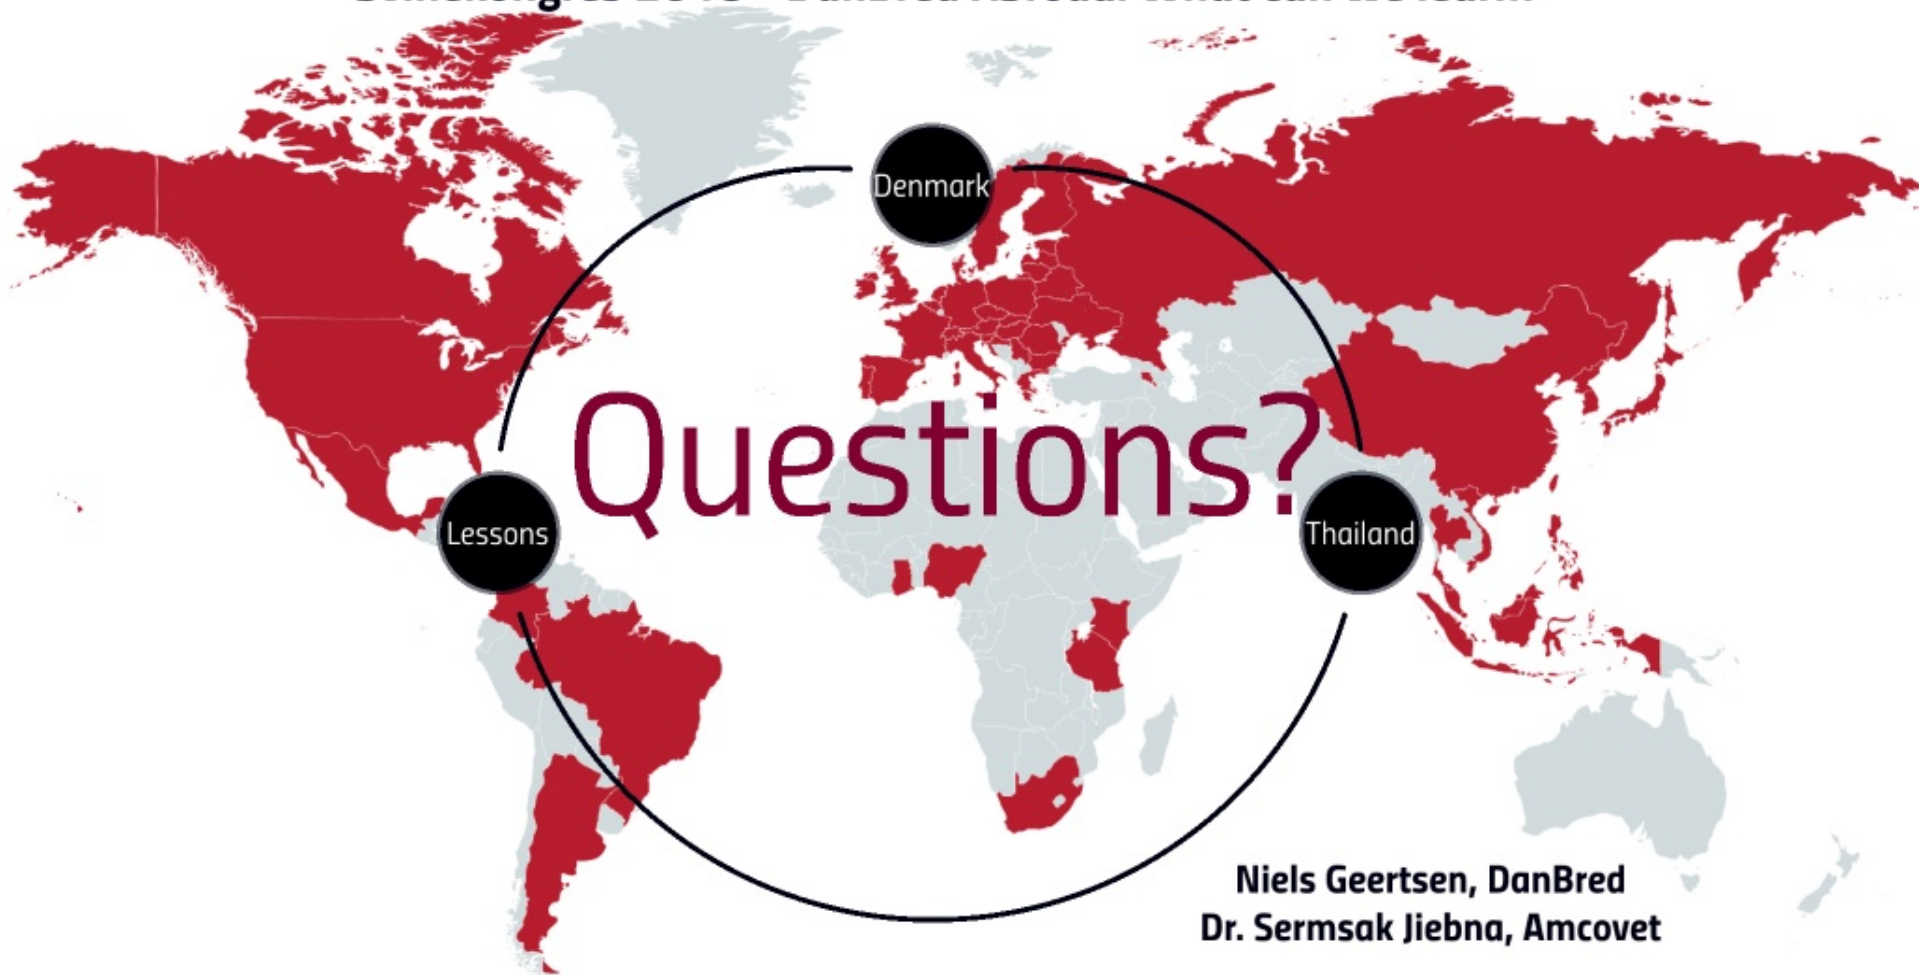 Denmark
Questions?
Lessons
Thailand
Niels Geertsen, DanBred
Dr. Sermsak Jiebna, Amcovet